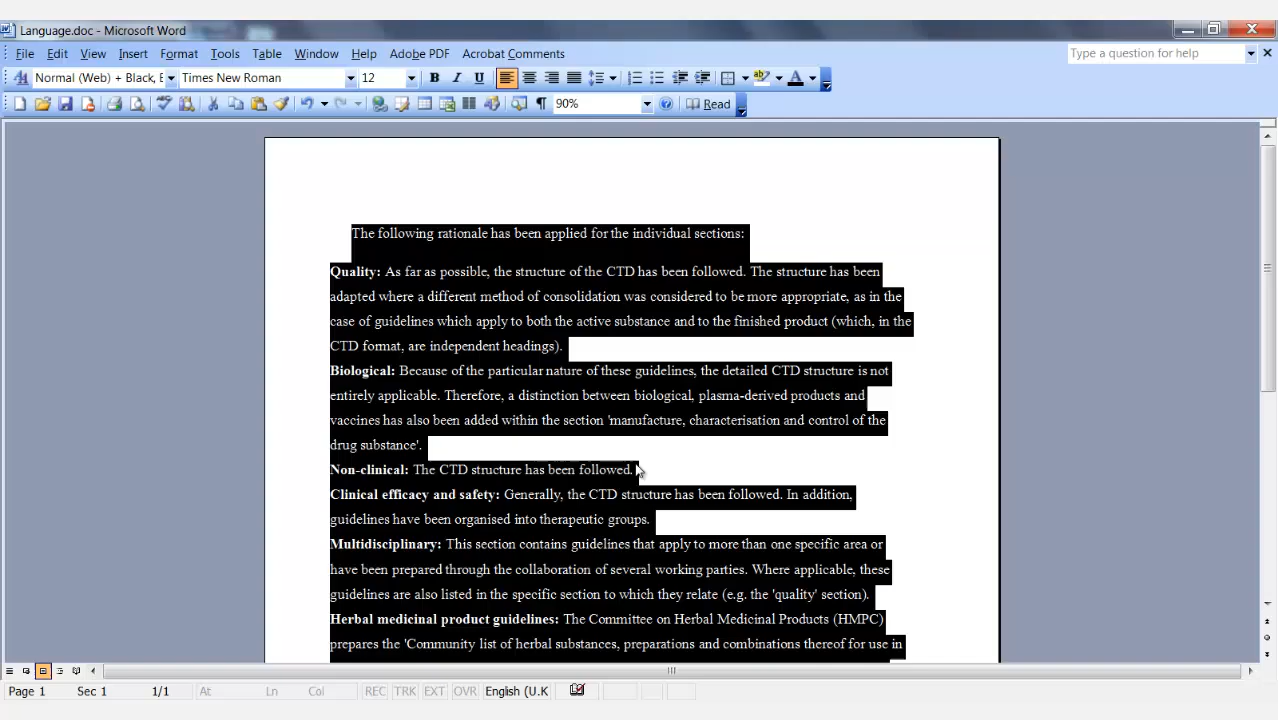 Language.doc - Microsoft Word
File Edit View Insert Format Tools Table Window Help Adobe PDF Acrobat Comments
Type a question for help
Normal (Web) + Black, E Times New Roman 12 B I U
90% Read
The following rationale has been applied for the individual sections:
Quality: As far as possible, the structure of the CTD has been followed. The structure has been
adapted where a different method of consolidation was considered to be more appropriate, as in the
case of guidelines which apply to both the active substance and to the finished product (which, in the
CTD format, are independent headings).
Biological: Because of the particular nature of these guidelines, the detailed CTD structure is not
entirely applicable. Therefore, a distinction between biological, plasma-derived products and
vaccines has also been added within the section 'manufacture, characterisation and control of the
drug substance'.
Non-clinical: The CTD structure has been followed.
Clinical efficacy and safety: Generally, the CTD structure has been followed. In addition,
guidelines have been organised into therapeutic groups.
Multidisciplinary: This section contains guidelines that apply to more than one specific area or
have been prepared through the collaboration of several working parties. Where applicable, these
guidelines are also listed in the specific section to which they relate (e.g. the 'quality' section).
Herbal medicinal product guidelines: The Committee on Herbal Medicinal Products (HMPC)
prepares the 'Community list of herbal substances, preparations and combinations thereof for use in
Page 1 Sec 1 1/1 At Ln Col REC TRK EXT OVR English (U.K